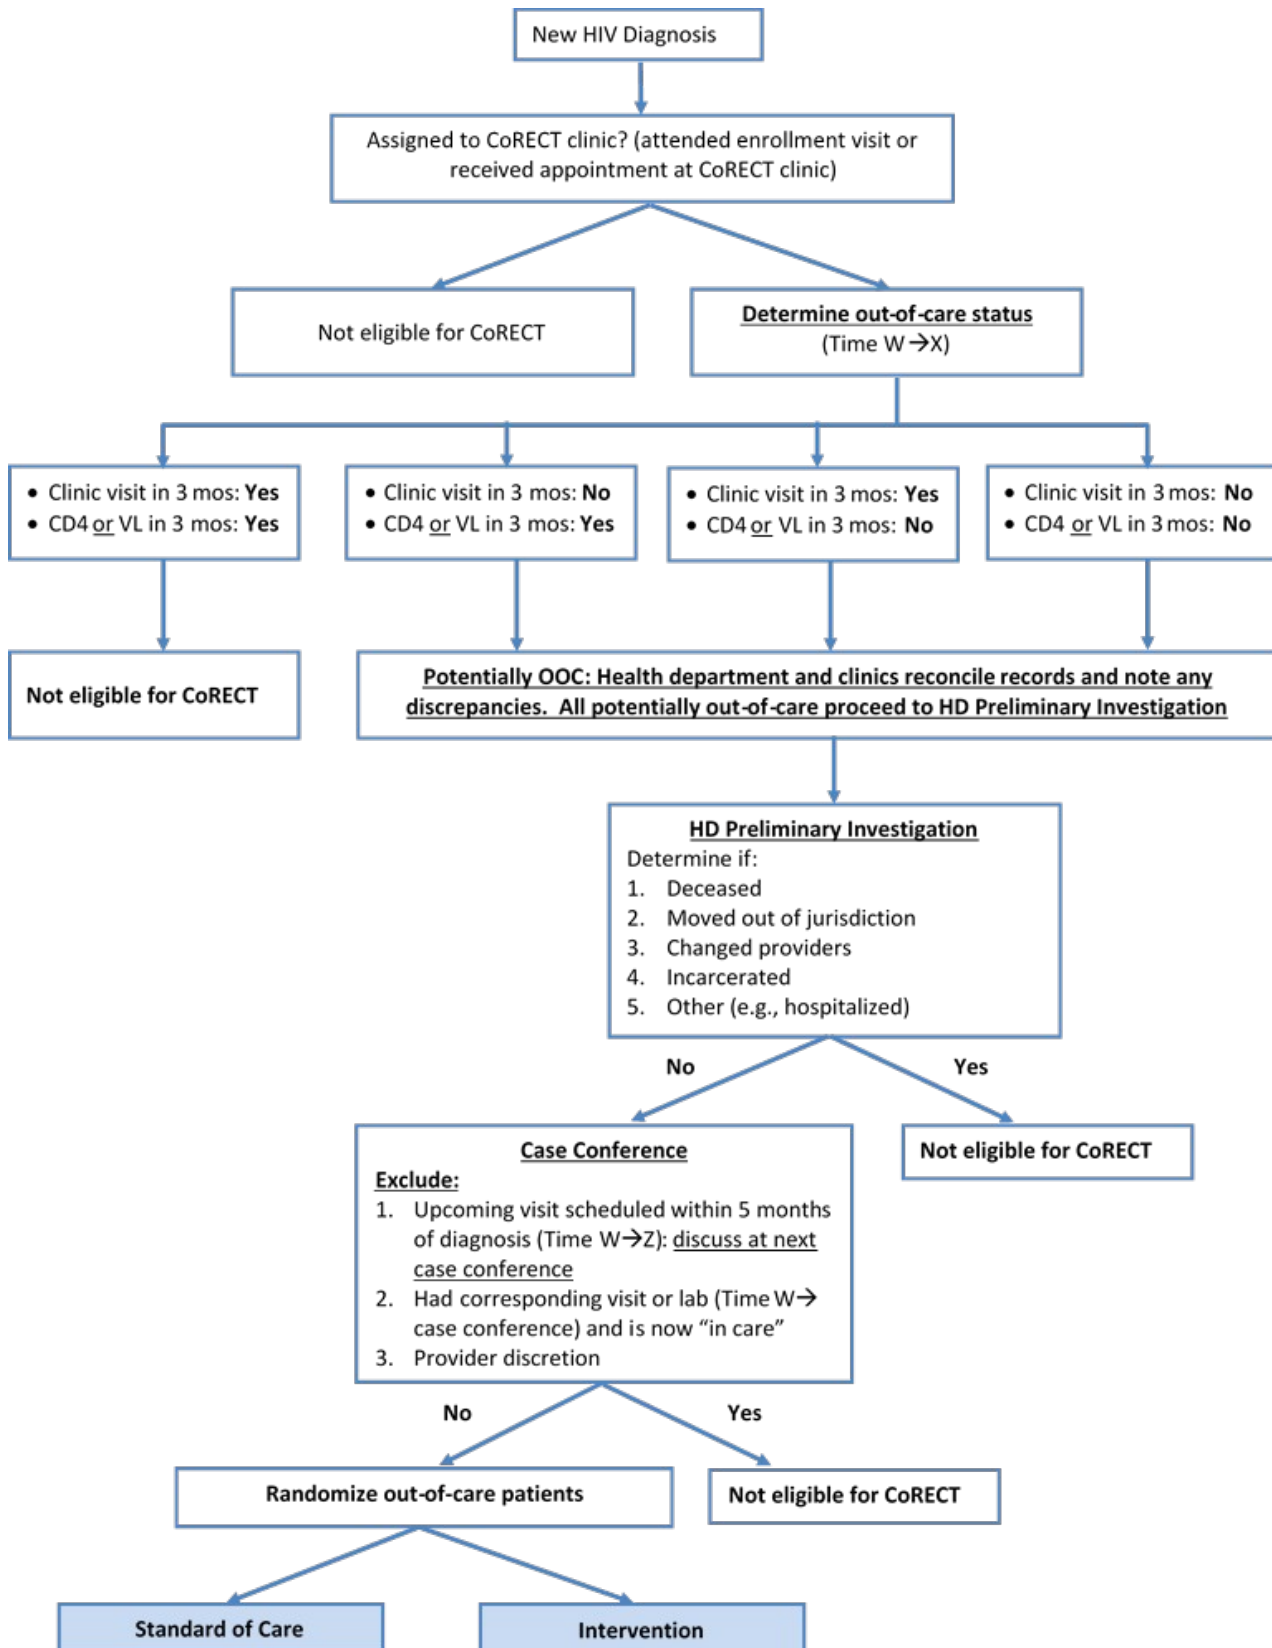 New HIV Diagnosis
Assigned to CoRECT clinic? (attended enrollment visit or
received appointment at CoRECT clinic)
Not eligible for CoRECT
Determine out-of-care status
(Time W→X)
• Clinic visit in 3 mos: Yes
• CD4 or VL in 3 mos: Yes
• Clinic visit in 3 mos: No
• CD4 or VL in 3 mos: Yes
• Clinic visit in 3 mos: Yes
• CD4 or VL in 3 mos: No
• Clinic visit in 3 mos: No
• CD4 or VL in 3 mos: No
Not eligible for CoRECT
Potentially OOC: Health department and clinics reconcile records and note any
discrepancies. All potentially out-of-care proceed to HD Preliminary Investigation
HD Preliminary Investigation
Determine if:
1. Deceased
2. Moved out of jurisdiction
3. Changed providers
4. Incarcerated
5. Other (e.g., hospitalized)
No
Yes
Case Conference
Exclude:
1. Upcoming visit scheduled within 5 months
of diagnosis (Time W→Z): discuss at next
case conference
2. Had corresponding visit or lab (Time W→
case conference) and is now “in care”
3. Provider discretion
Not eligible for CoRECT
No
Yes
Randomize out-of-care patients
Not eligible for CoRECT
Standard of Care
Intervention